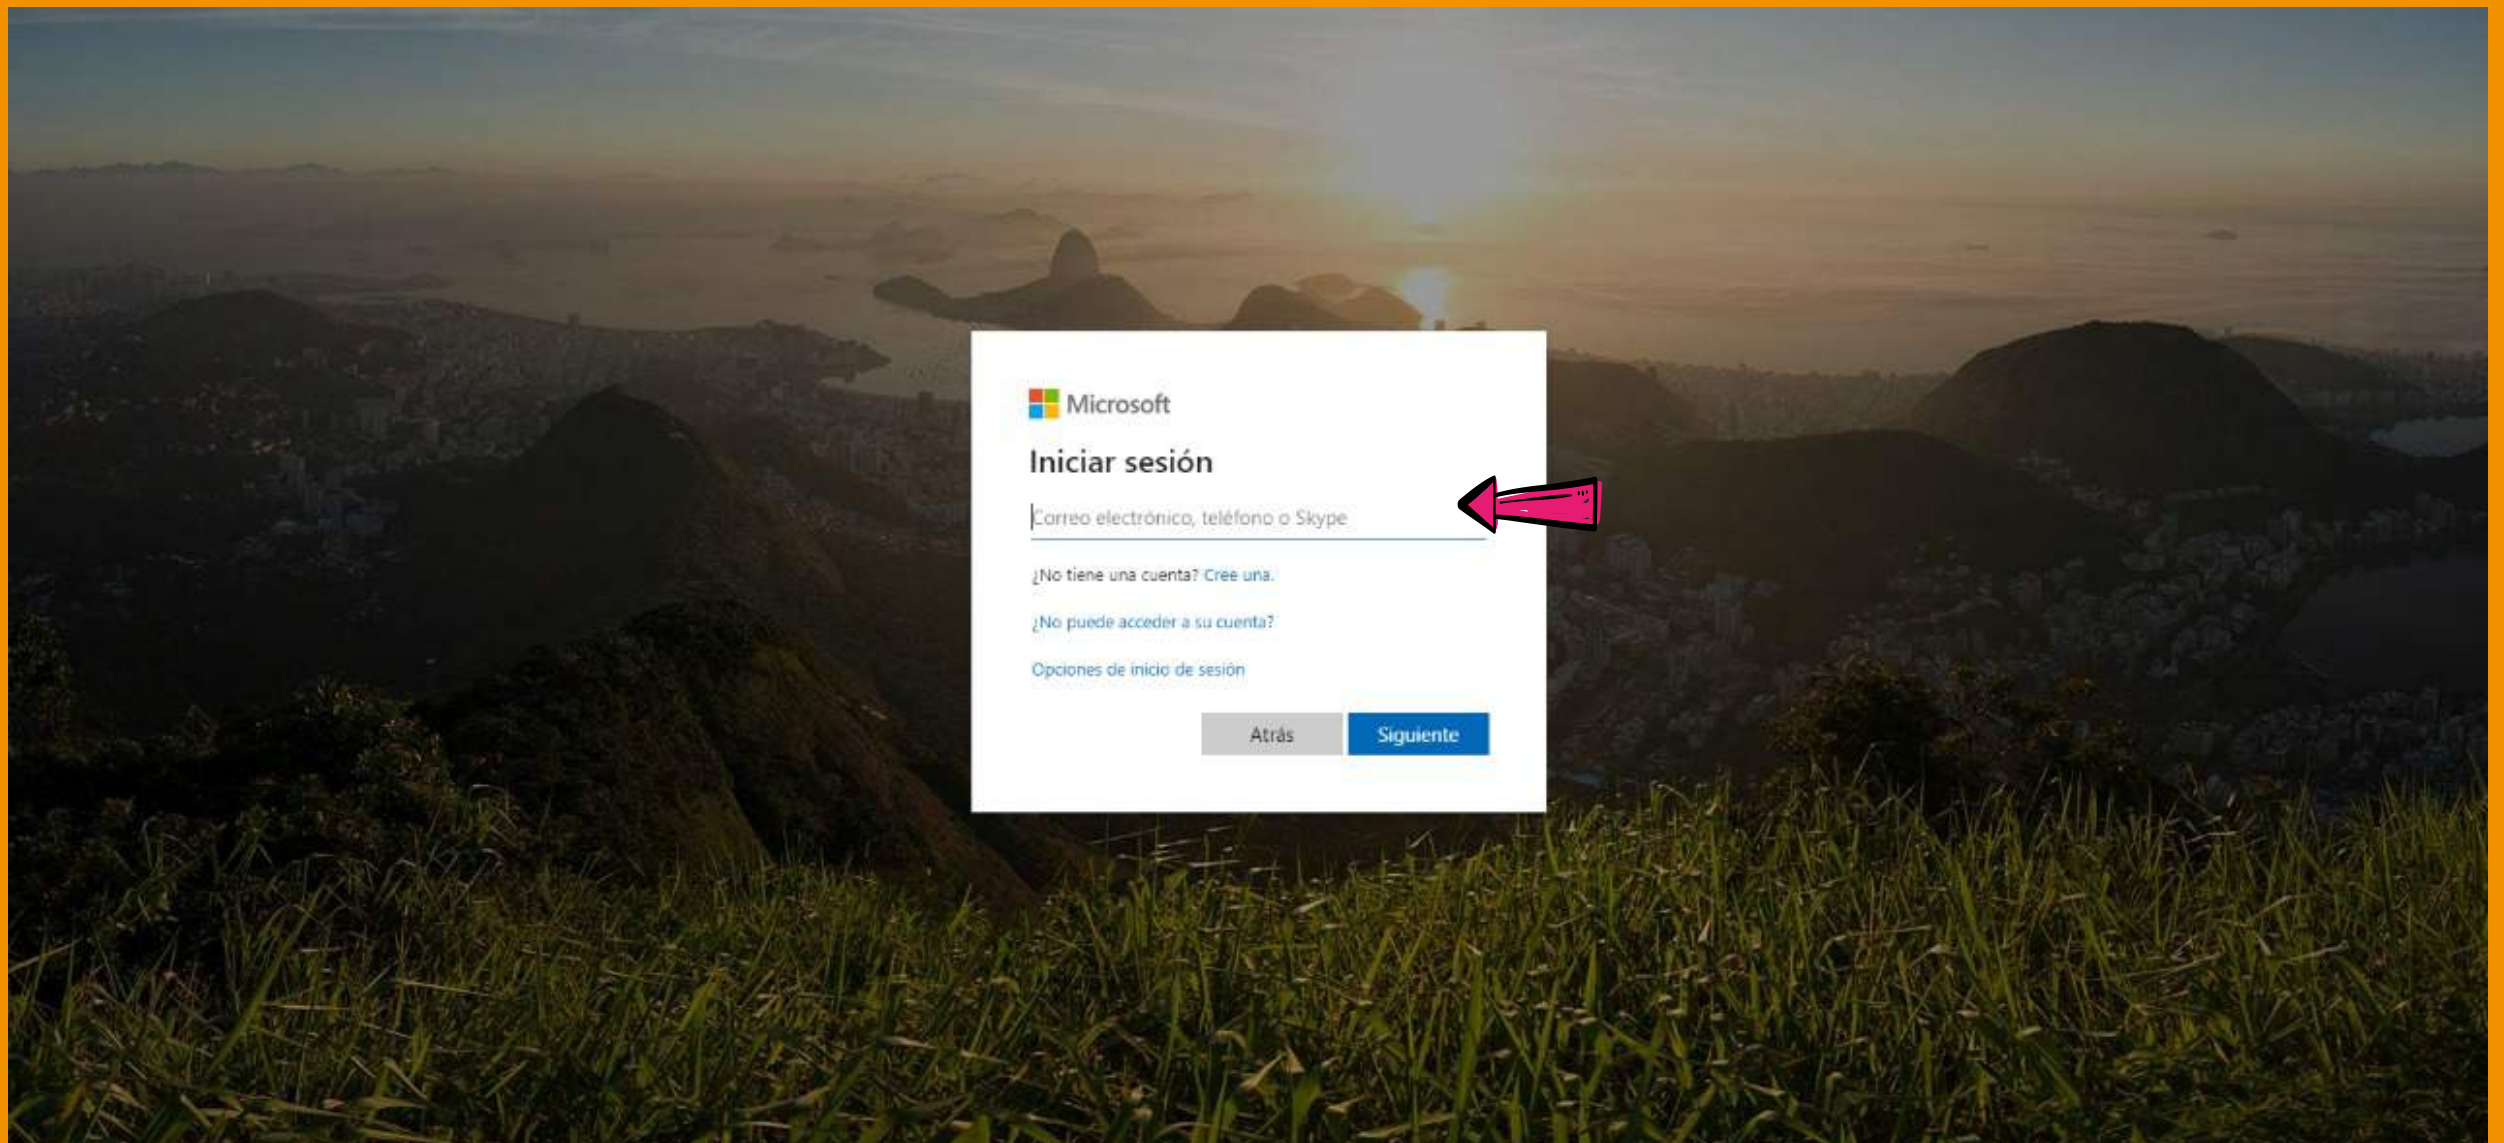 Microsoft
Iniciar sesión
Correo electrónico, teléfono o Skype
¿No tiene una cuenta? Cree una.
¿No puede acceder a su cuenta?
Opciones de inicio de sesión
Atrás Siguiente